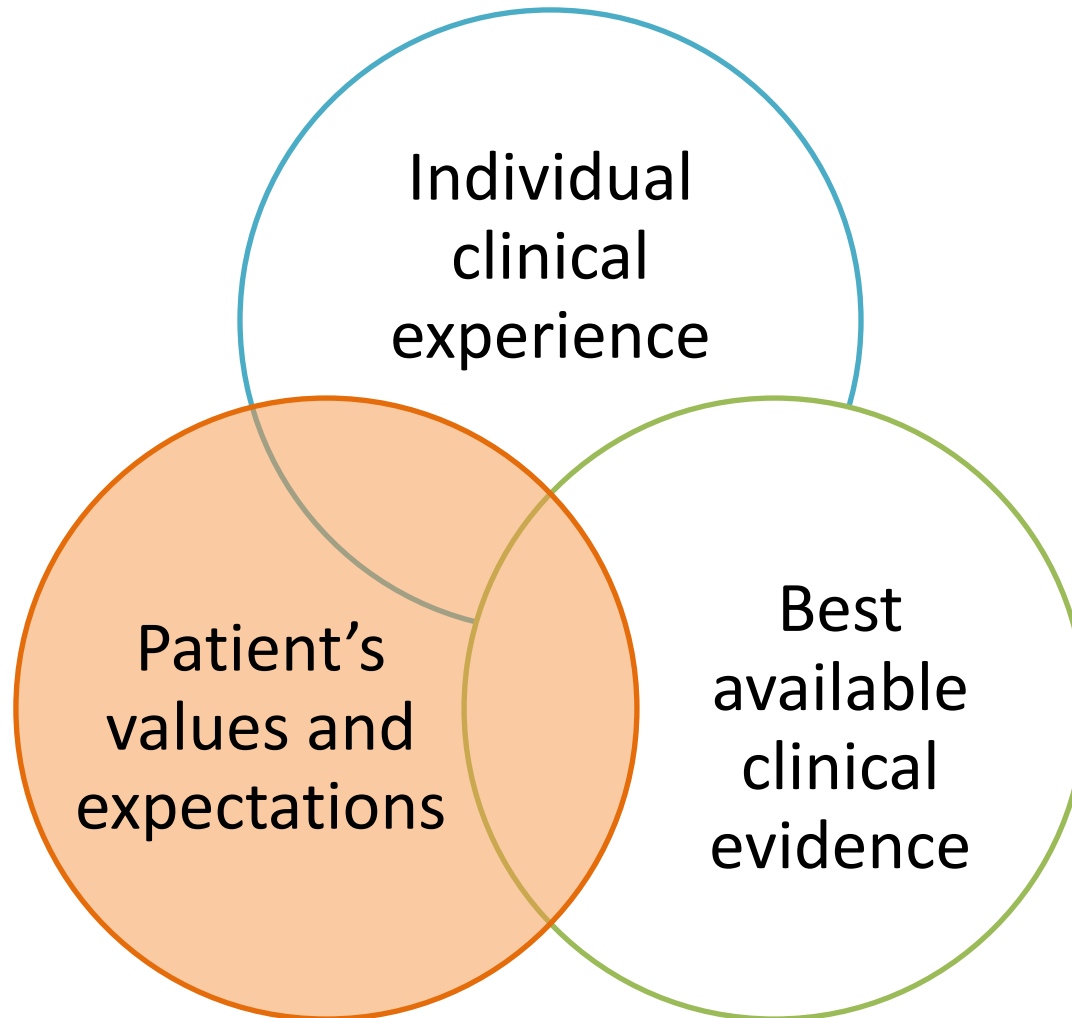 Individual
clinical
experience
Patient’s
values and
expectations
Best
available
clinical
evidence